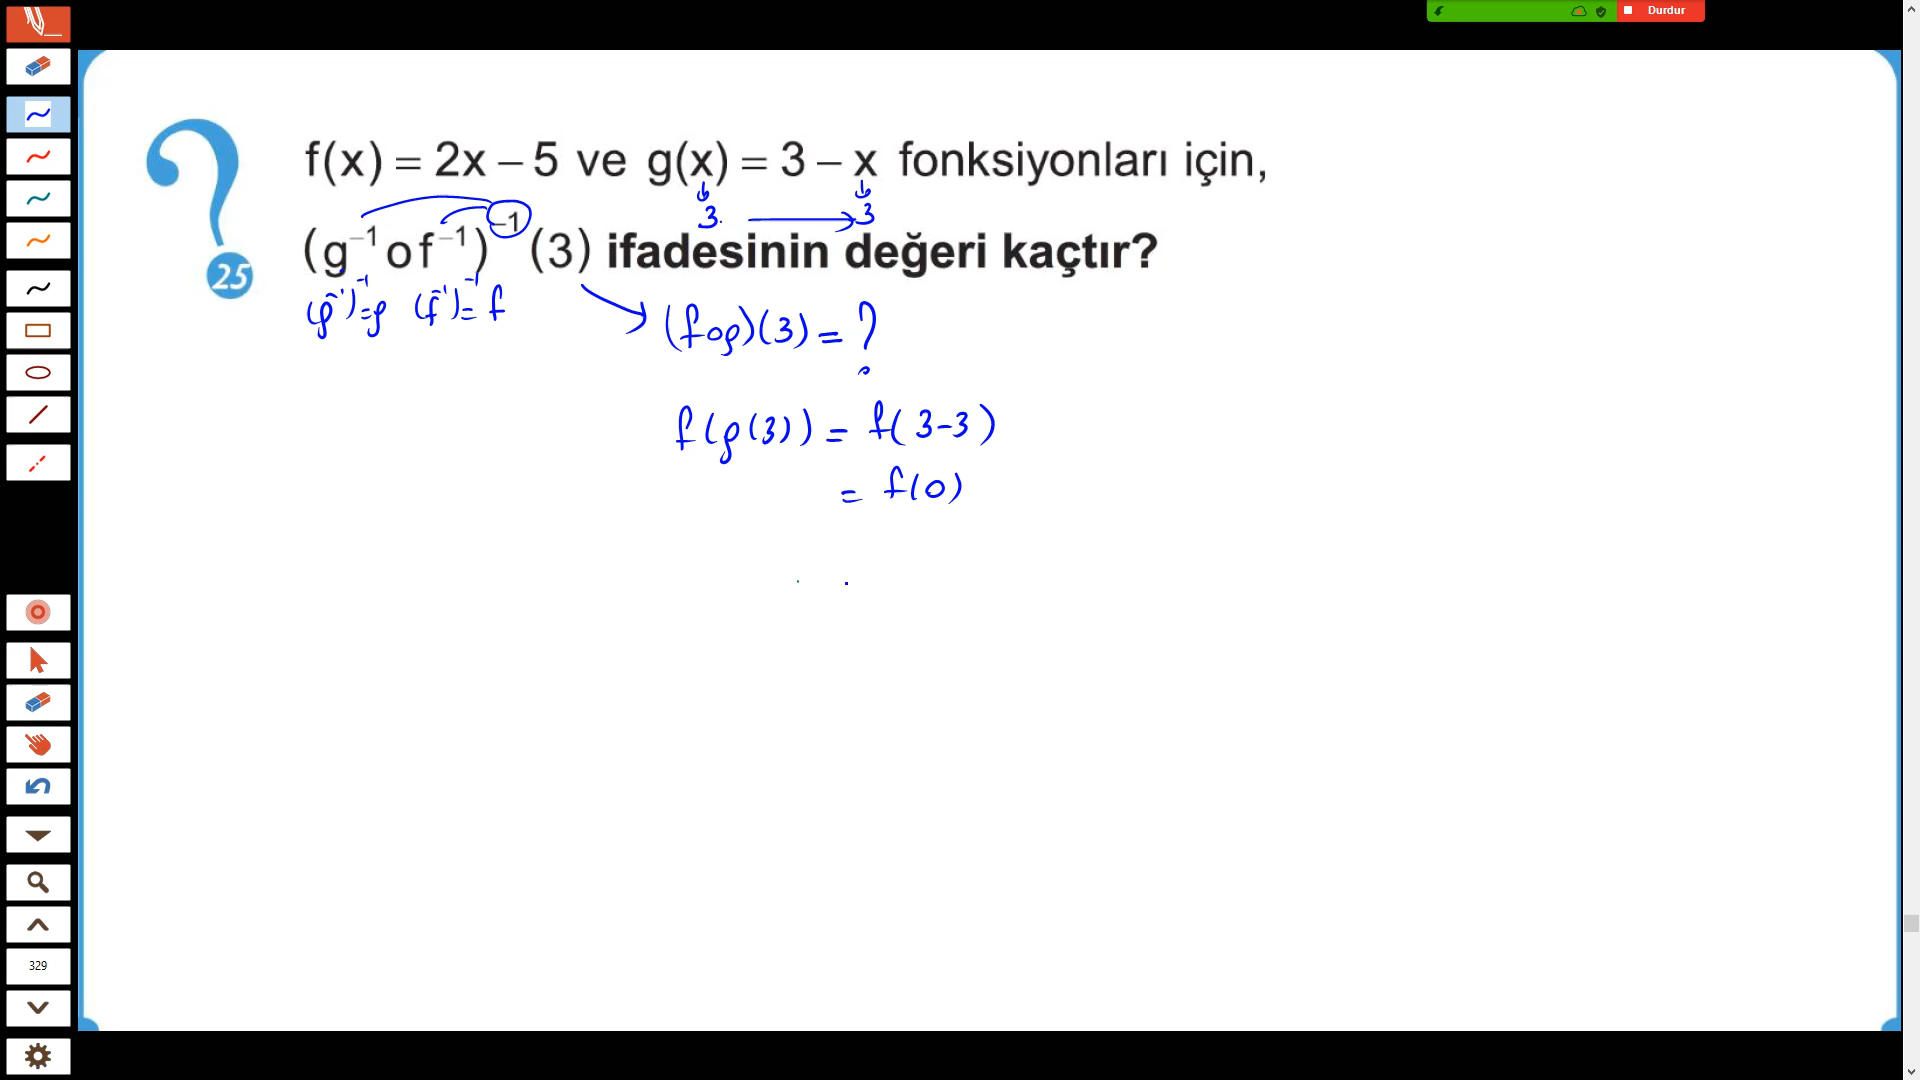 Durdur
f(x) = 2x – 5 ve g(x) = 3 – x fonksiyonları için,
3. → 3
(g⁻¹ o f⁻¹)⁻¹ (3) ifadesinin değeri kaçtır?
25
(g⁻¹)⁻¹ = g (f⁻¹)⁻¹ = f
(fog)(3) = ?
f(g(3)) = f(3-3)
= f(0)
329